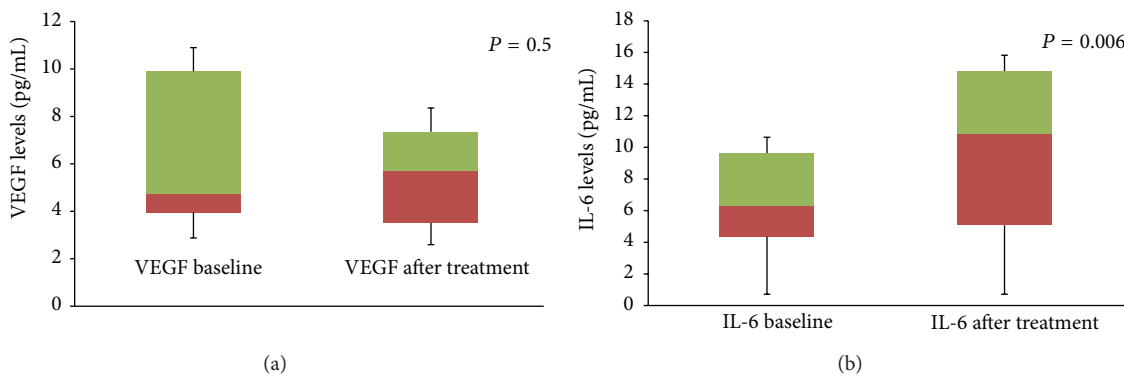 VEGF levels (pg/mL)
12
10
8
6
4
2
0
P = 0.5
VEGF baseline
VEGF after treatment
(a)
IL-6 levels (pg/mL)
18
16
14
12
10
8
6
4
2
0
P = 0.006
IL-6 baseline
IL-6 after treatment
(b)